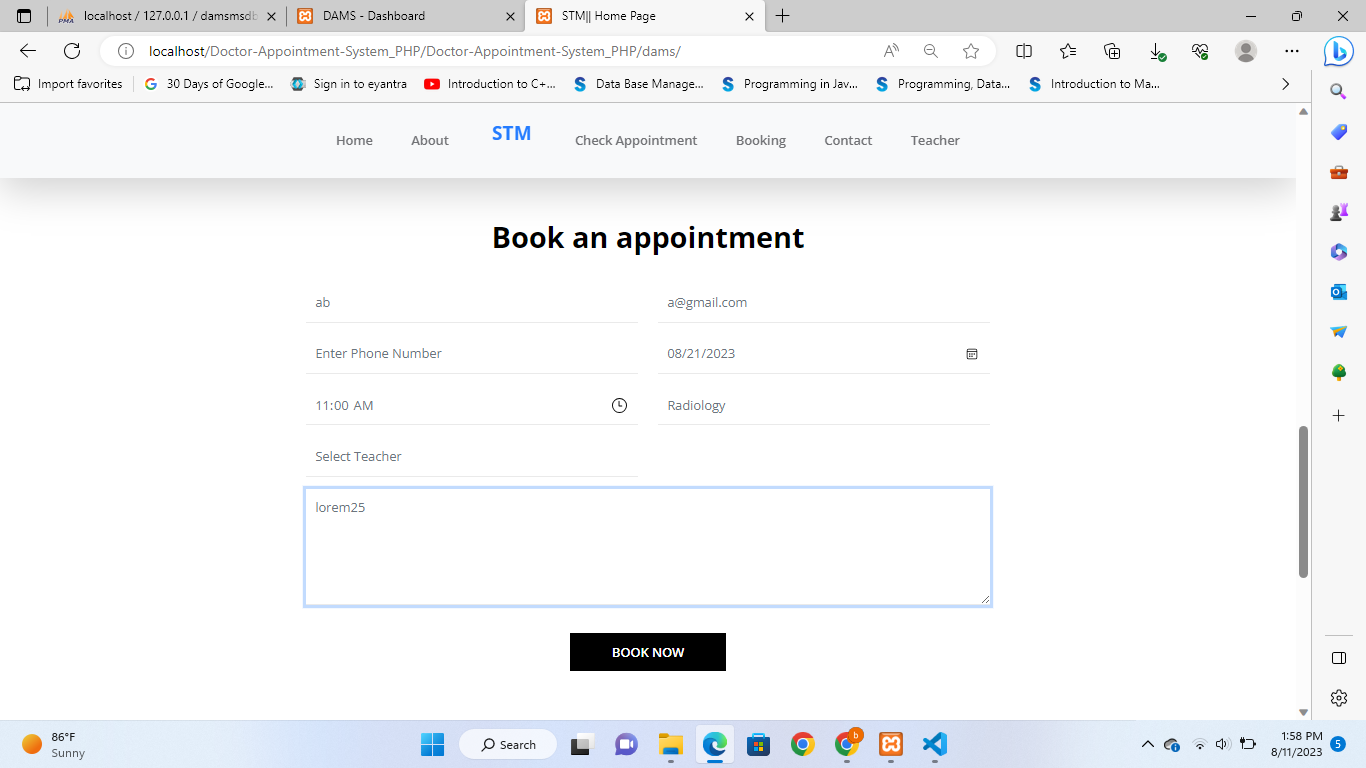 localhost / 127.0.0.1 / damsmsdb
DAMS - Dashboard
STM|| Home Page
localhost/Doctor-Appointment-System_PHP/Doctor-Appointment-System_PHP/dams/
Import favorites
30 Days of Google...
Sign in to eyantra
Introduction to C+...
Data Base Manage...
Programming in Jav...
Programming, Data...
Introduction to Ma...
Home
About
STM
Check Appointment
Booking
Contact
Teacher
Book an appointment
ab
a@gmail.com
Enter Phone Number
08/21/2023
11:00 AM
Radiology
Select Teacher
lorem25
BOOK NOW
86°F
Sunny
Search
b
1:58 PM
8/11/2023
5